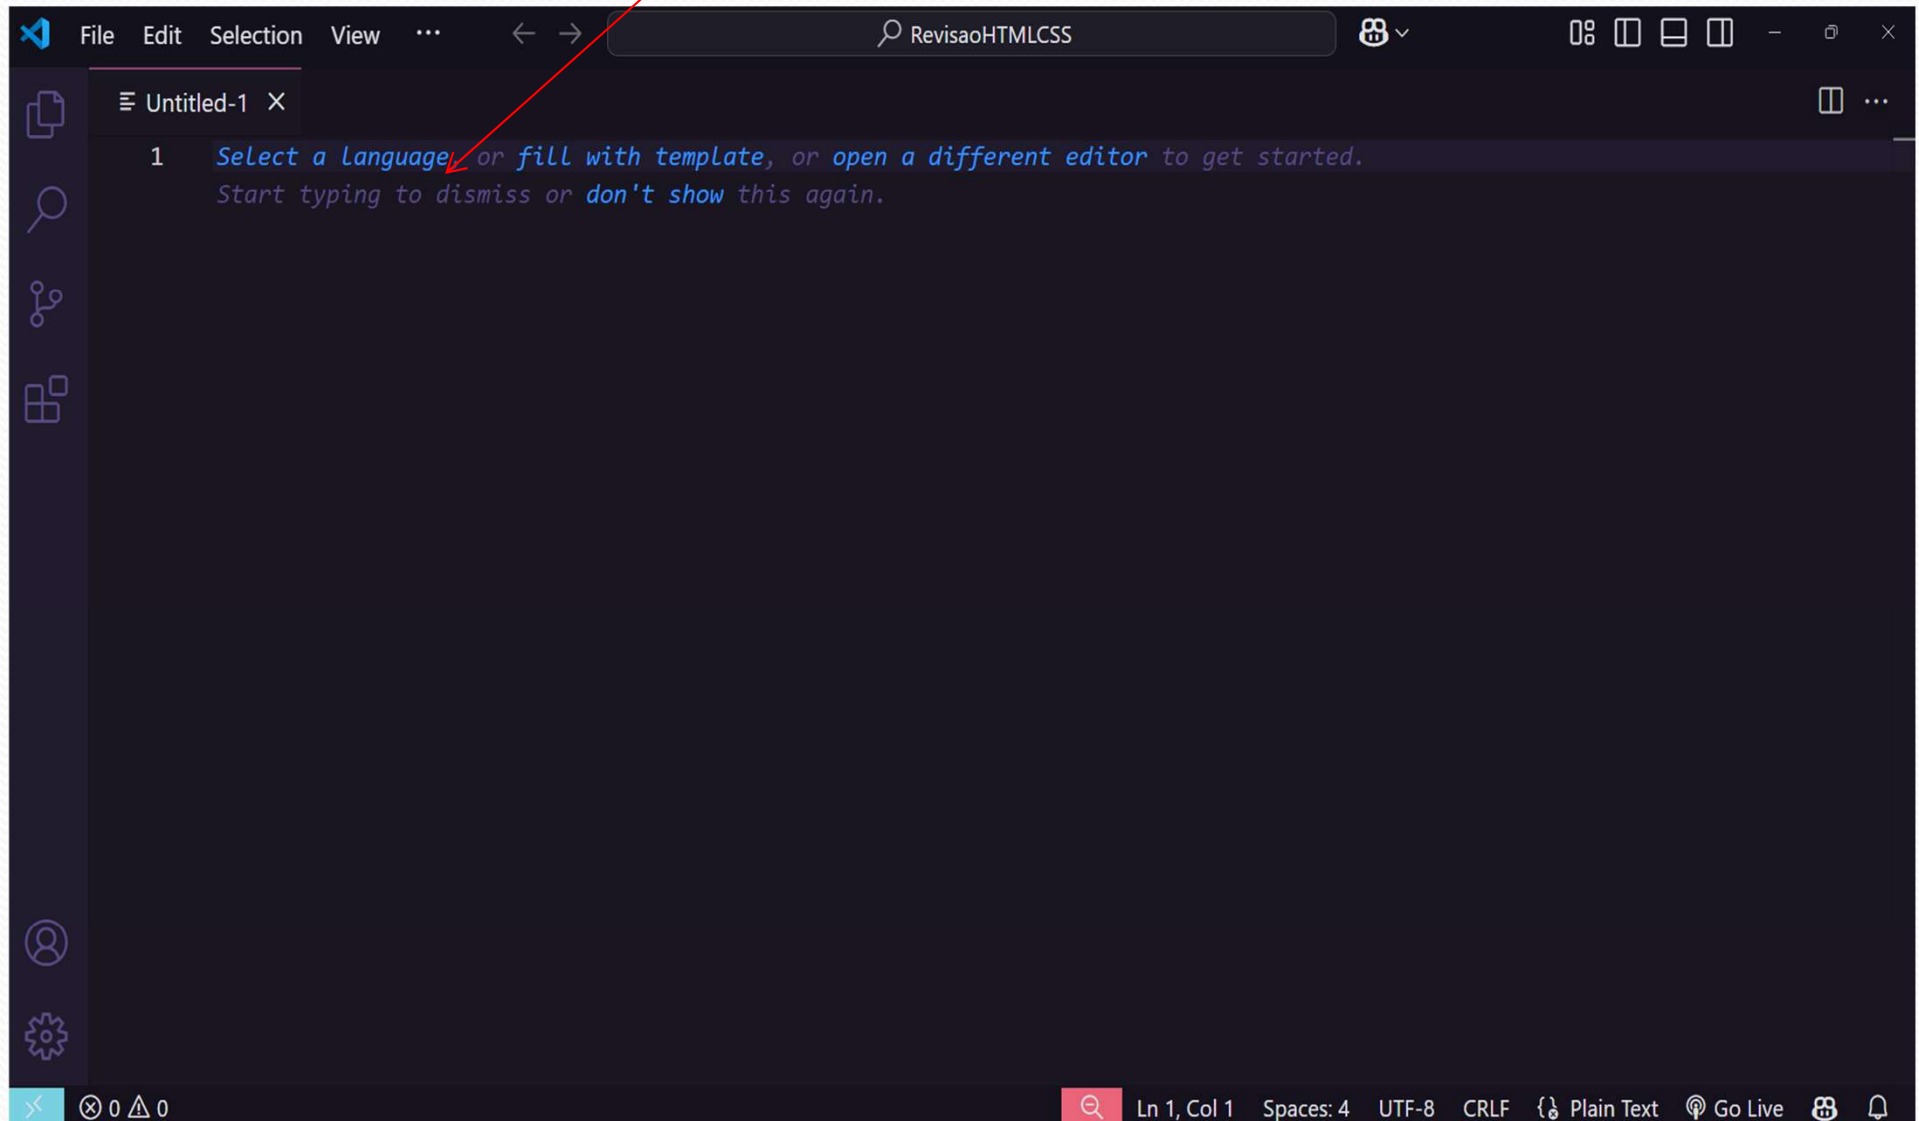 File Edit Selection View ··· RevisaoHTMLCSS
Untitled-1
1 Select a language, or fill with template, or open a different editor to get started.
Start typing to dismiss or don't show this again.
0 0 Ln 1, Col 1 Spaces: 4 UTF-8 CRLF Plain Text Go Live